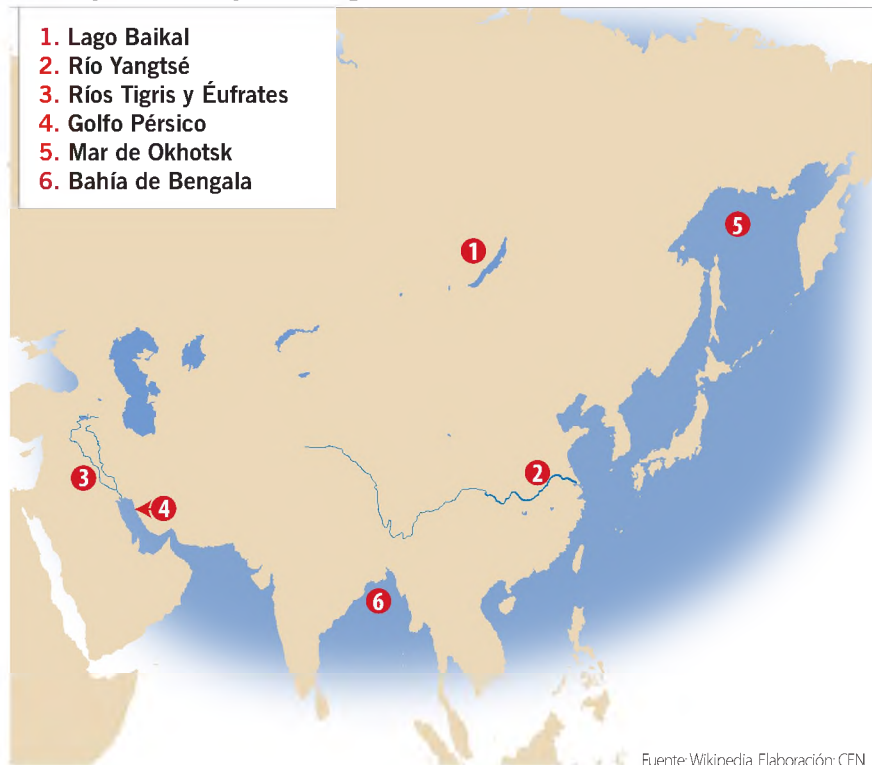 1. Lago Baikal
2. Río Yangtsé
3. Ríos Tigris y Éufrates
4. Golfo Pérsico
5. Mar de Okhotsk
6. Bahía de Bengala
5
1
2
3
4
6
Fuente: Wikipedia. Elaboración: CEN